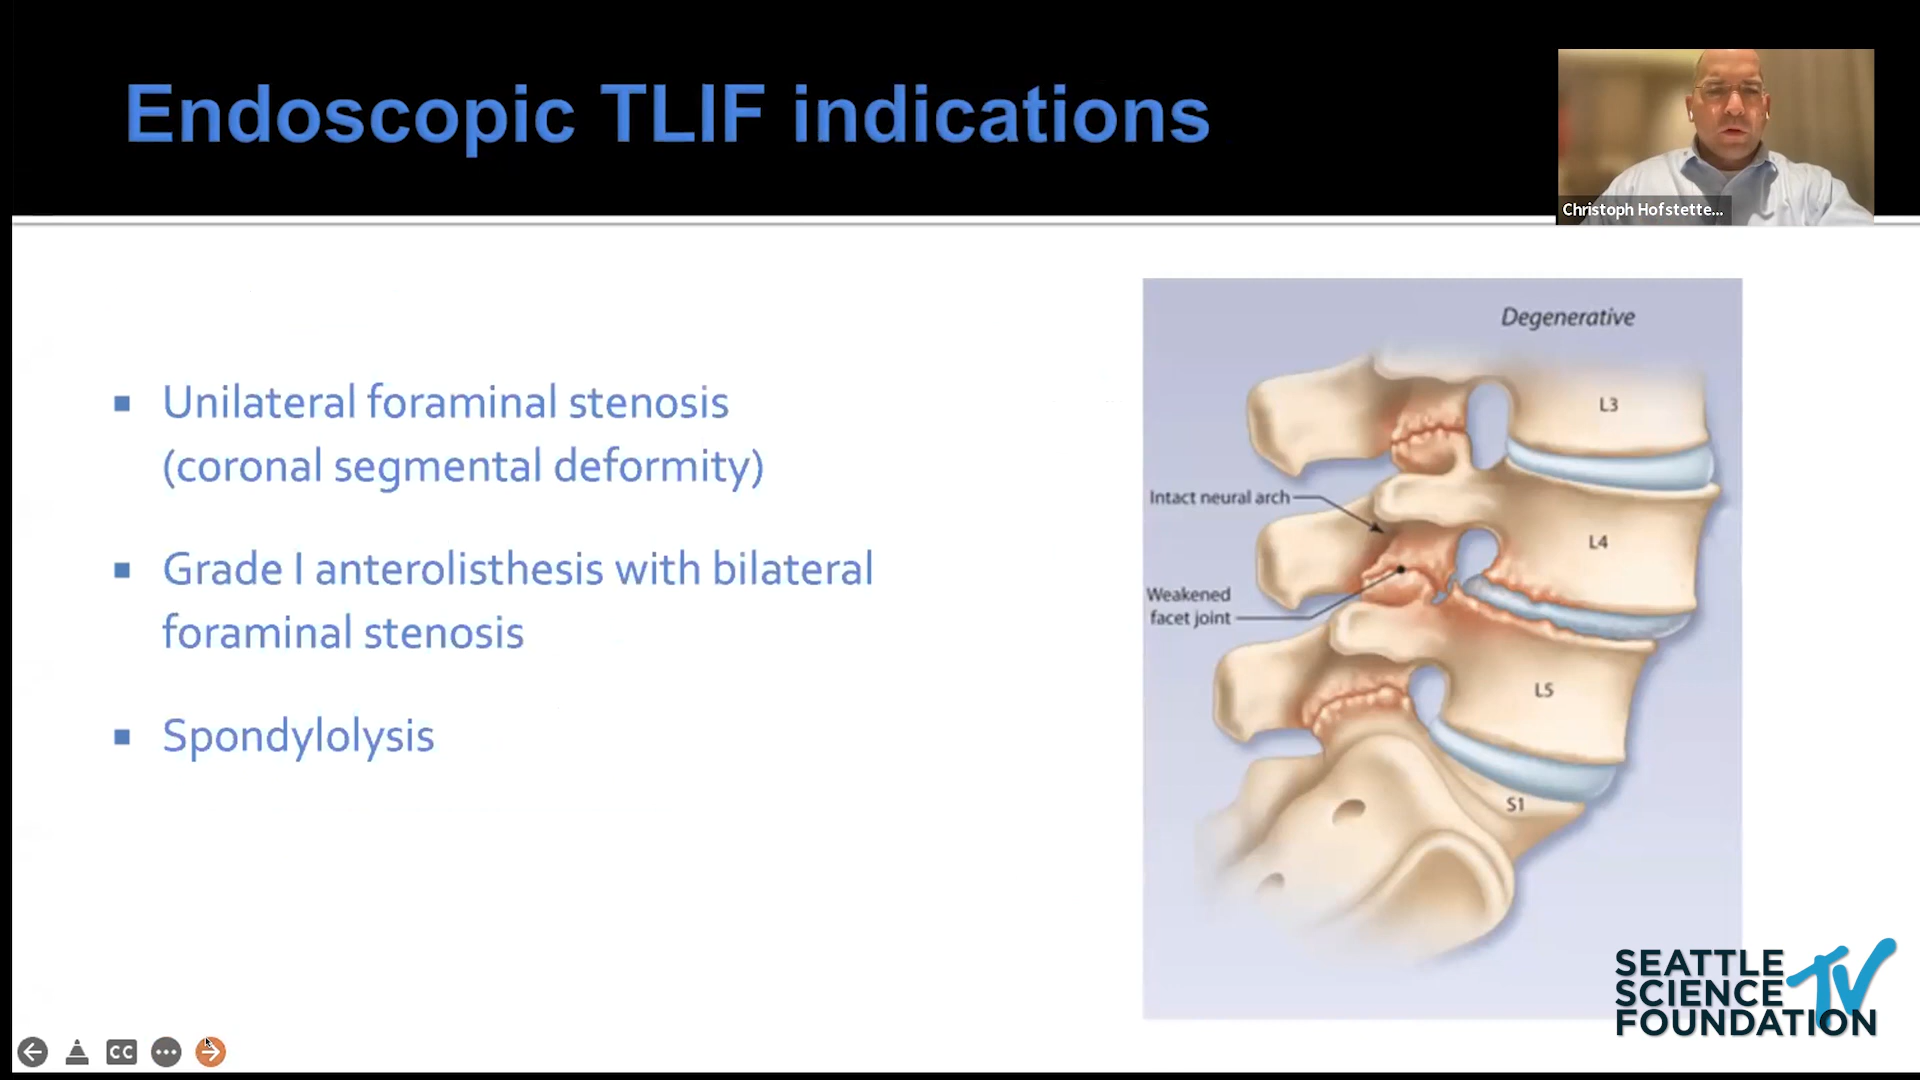 Endoscopic TLIF indications
Christoph Hofstette...
Unilateral foraminal stenosis
(coronal segmental deformity)
Grade I anterolisthesis with bilateral
foraminal stenosis
Spondylolysis
Degenerative
L3
Intact neural arch
L4
Weakened
facet joint
L5
S1
SEATTLE
SCIENCE
FOUNDATION
TV
CC